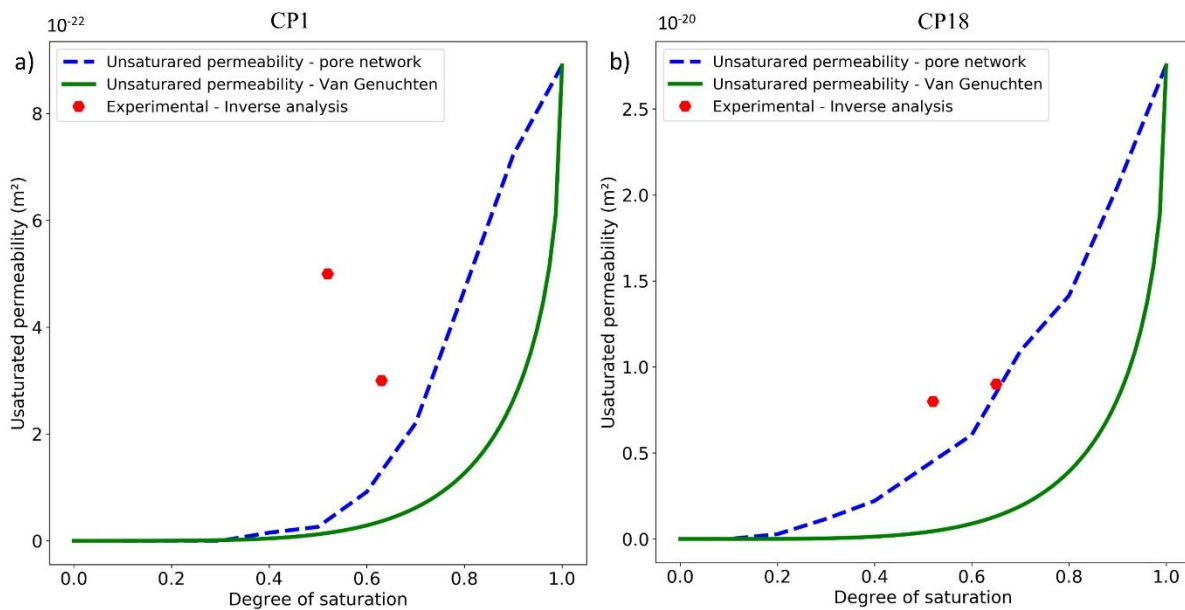 10-22
CP1
a)
Unsaturared permeability - pore network
Unsaturared permeability - Van Genuchten
Experimental - Inverse analysis
8
6
4
2
0
Usaturated permeability (m²)
0.0 0.2 0.4 0.6 0.8 1.0
Degree of saturation
10-20
CP18
b)
Unsaturared permeability - pore network
Unsaturared permeability - Van Genuchten
Experimental - Inverse analysis
2.5
2.0
1.5
1.0
0.5
0.0
Usaturated permeability (m²)
0.0 0.2 0.4 0.6 0.8 1.0
Degree of saturation